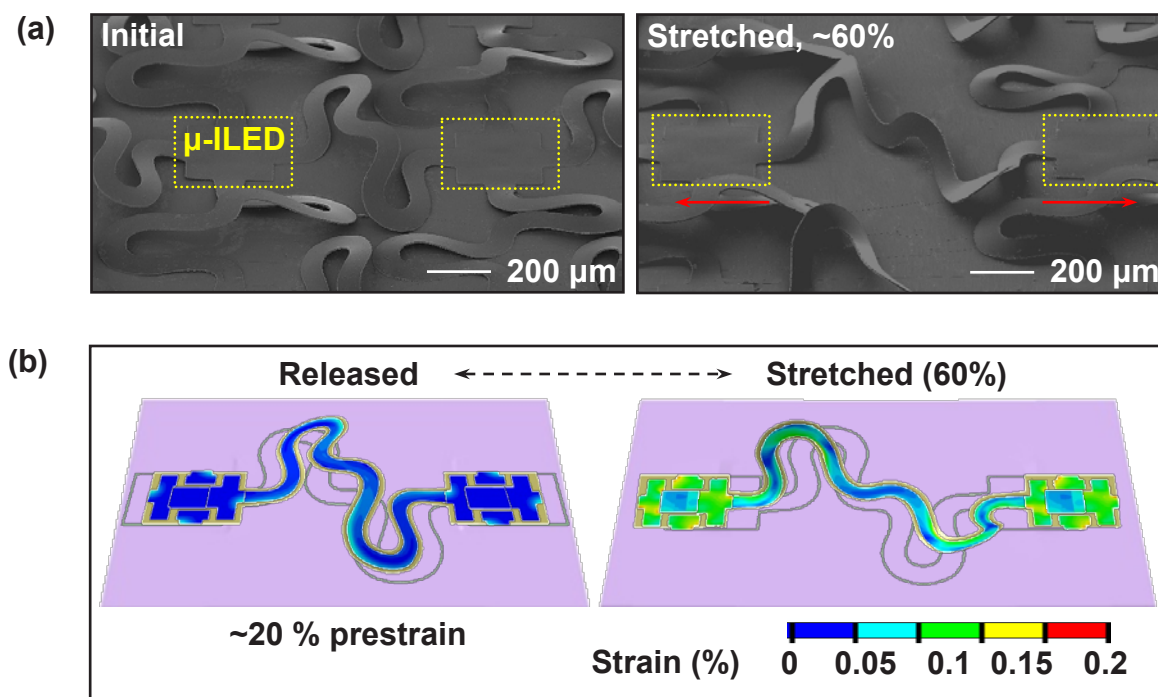 (a)
Initial
Stretched, ~60%
μ-ILED
200 μm
200 μm
(b)
Released
Stretched (60%)
~20 % prestrain
Strain (%)
0 0.05 0.1 0.15 0.2